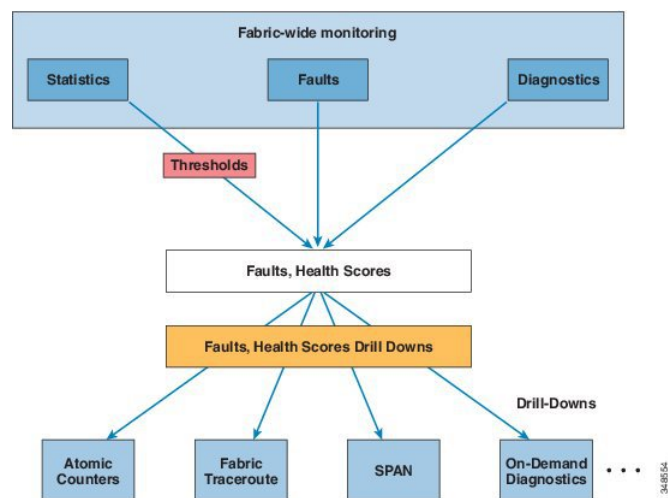 Fabric-wide monitoring
Statistics
Faults
Diagnostics
Thresholds
Faults, Health Scores
Faults, Health Scores Drill Downs
Drill-Downs
Atomic
Counters
Fabric
Traceroute
SPAN
On-Demand
Diagnostics
• • •
348554